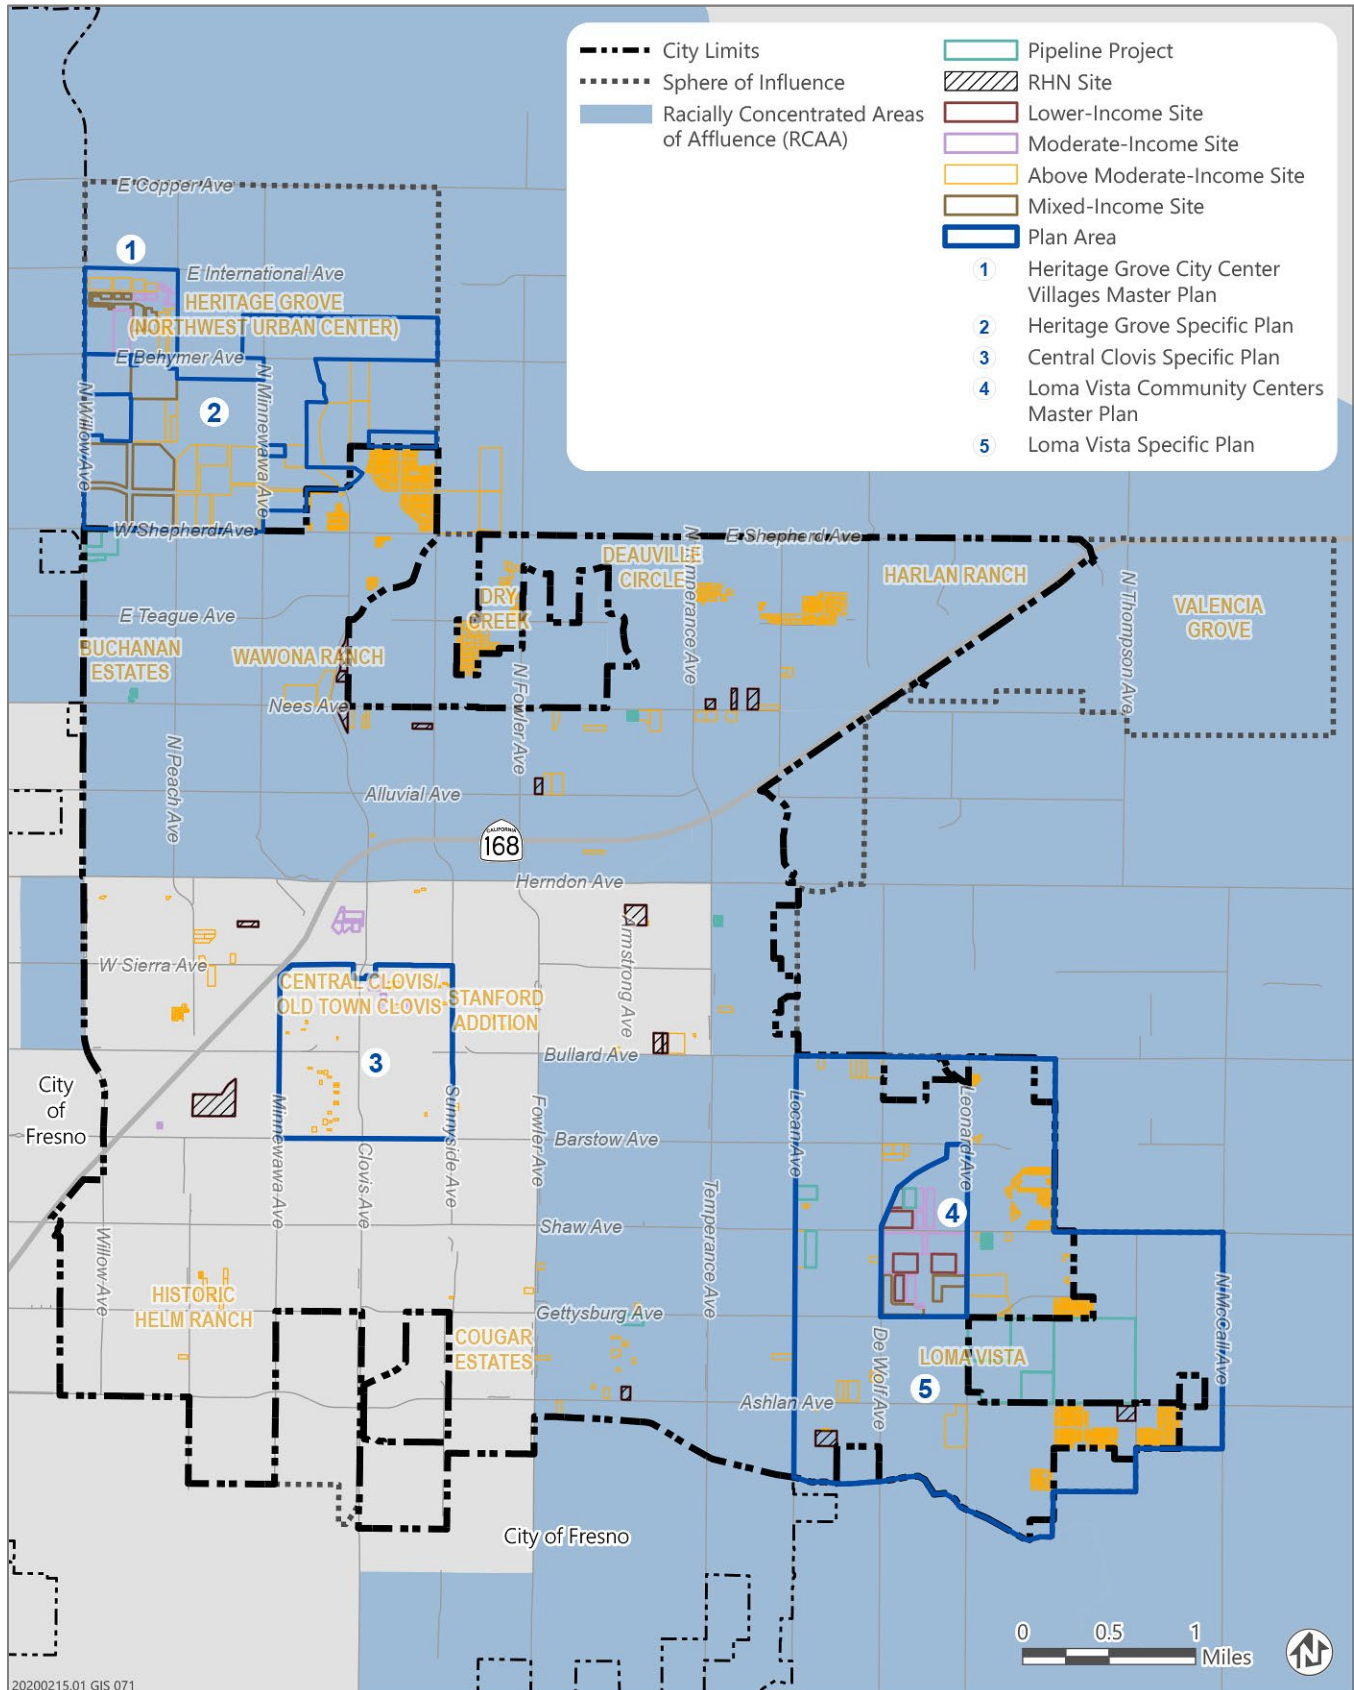 City Limits
Sphere of Influence
Racially Concentrated Areas
of Affluence (RCAA)
Pipeline Project
RHN Site
Lower-Income Site
Moderate-Income Site
Above Moderate-Income Site
Mixed-Income Site
Plan Area
1 Heritage Grove City Center
Villages Master Plan
2 Heritage Grove Specific Plan
3 Central Clovis Specific Plan
4 Loma Vista Community Centers
Master Plan
5 Loma Vista Specific Plan
E Copper Ave
1
E International Ave
HERITAGE GROVE
(NORTHWEST URBAN CENTER)
E Behymer Ave
N Willow Ave
2
N Minnewawa Ave
W Shepherd Ave
E Shepherd Ave
DEAUVILLE
CIRCLE
N Temperance Ave
HARLAN RANCH
N Thompson Ave
VALENCIA
GROVE
DRY
CREEK
E Teague Ave
BUCHANAN
ESTATES
WAWONA RANCH
Nees Ave
N Fowler Ave
N Peach Ave
Alluvial Ave
CALIFORNIA
168
Herndon Ave
Armstrong Ave
W Sierra Ave
CENTRAL CLOVIS/
OLD TOWN CLOVIS
STANFORD
ADDITION
3
Bullard Ave
City
of
Fresno
Minnewawa Ave
Clovis Ave
Sunnyside Ave
Fowler Ave
Barstow Ave
Locan Ave
Leonard Ave
Temperance Ave
Shaw Ave
4
Willow Ave
HISTORIC
HELM RANCH
Gettysburg Ave
COUGAR
ESTATES
De Wolf Ave
LOMA VISTA
N McCall Ave
5
Ashlan Ave
City of Fresno
0 0.5 1
Miles
N
20200215.01 GIS 071